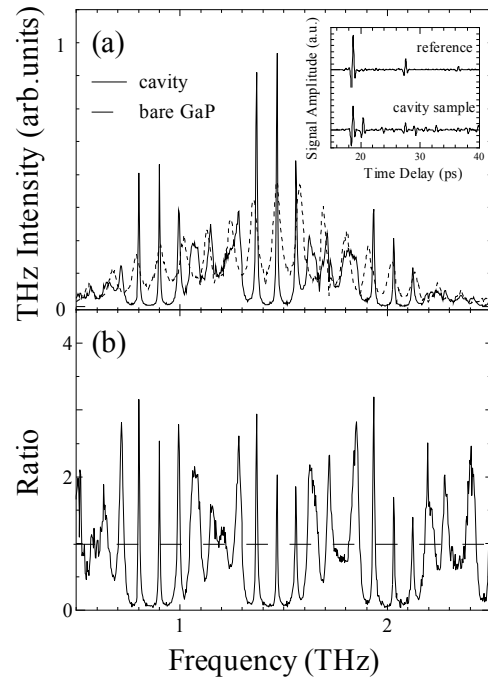 1
(a)
cavity
bare GaP
THz Intensity (arb.units)
0
Signal Amplitude (a.u.)
reference
cavity sample
20
30
40
Time Delay (ps)
4
(b)
Ratio
2
0
1
2
Frequency (THz)